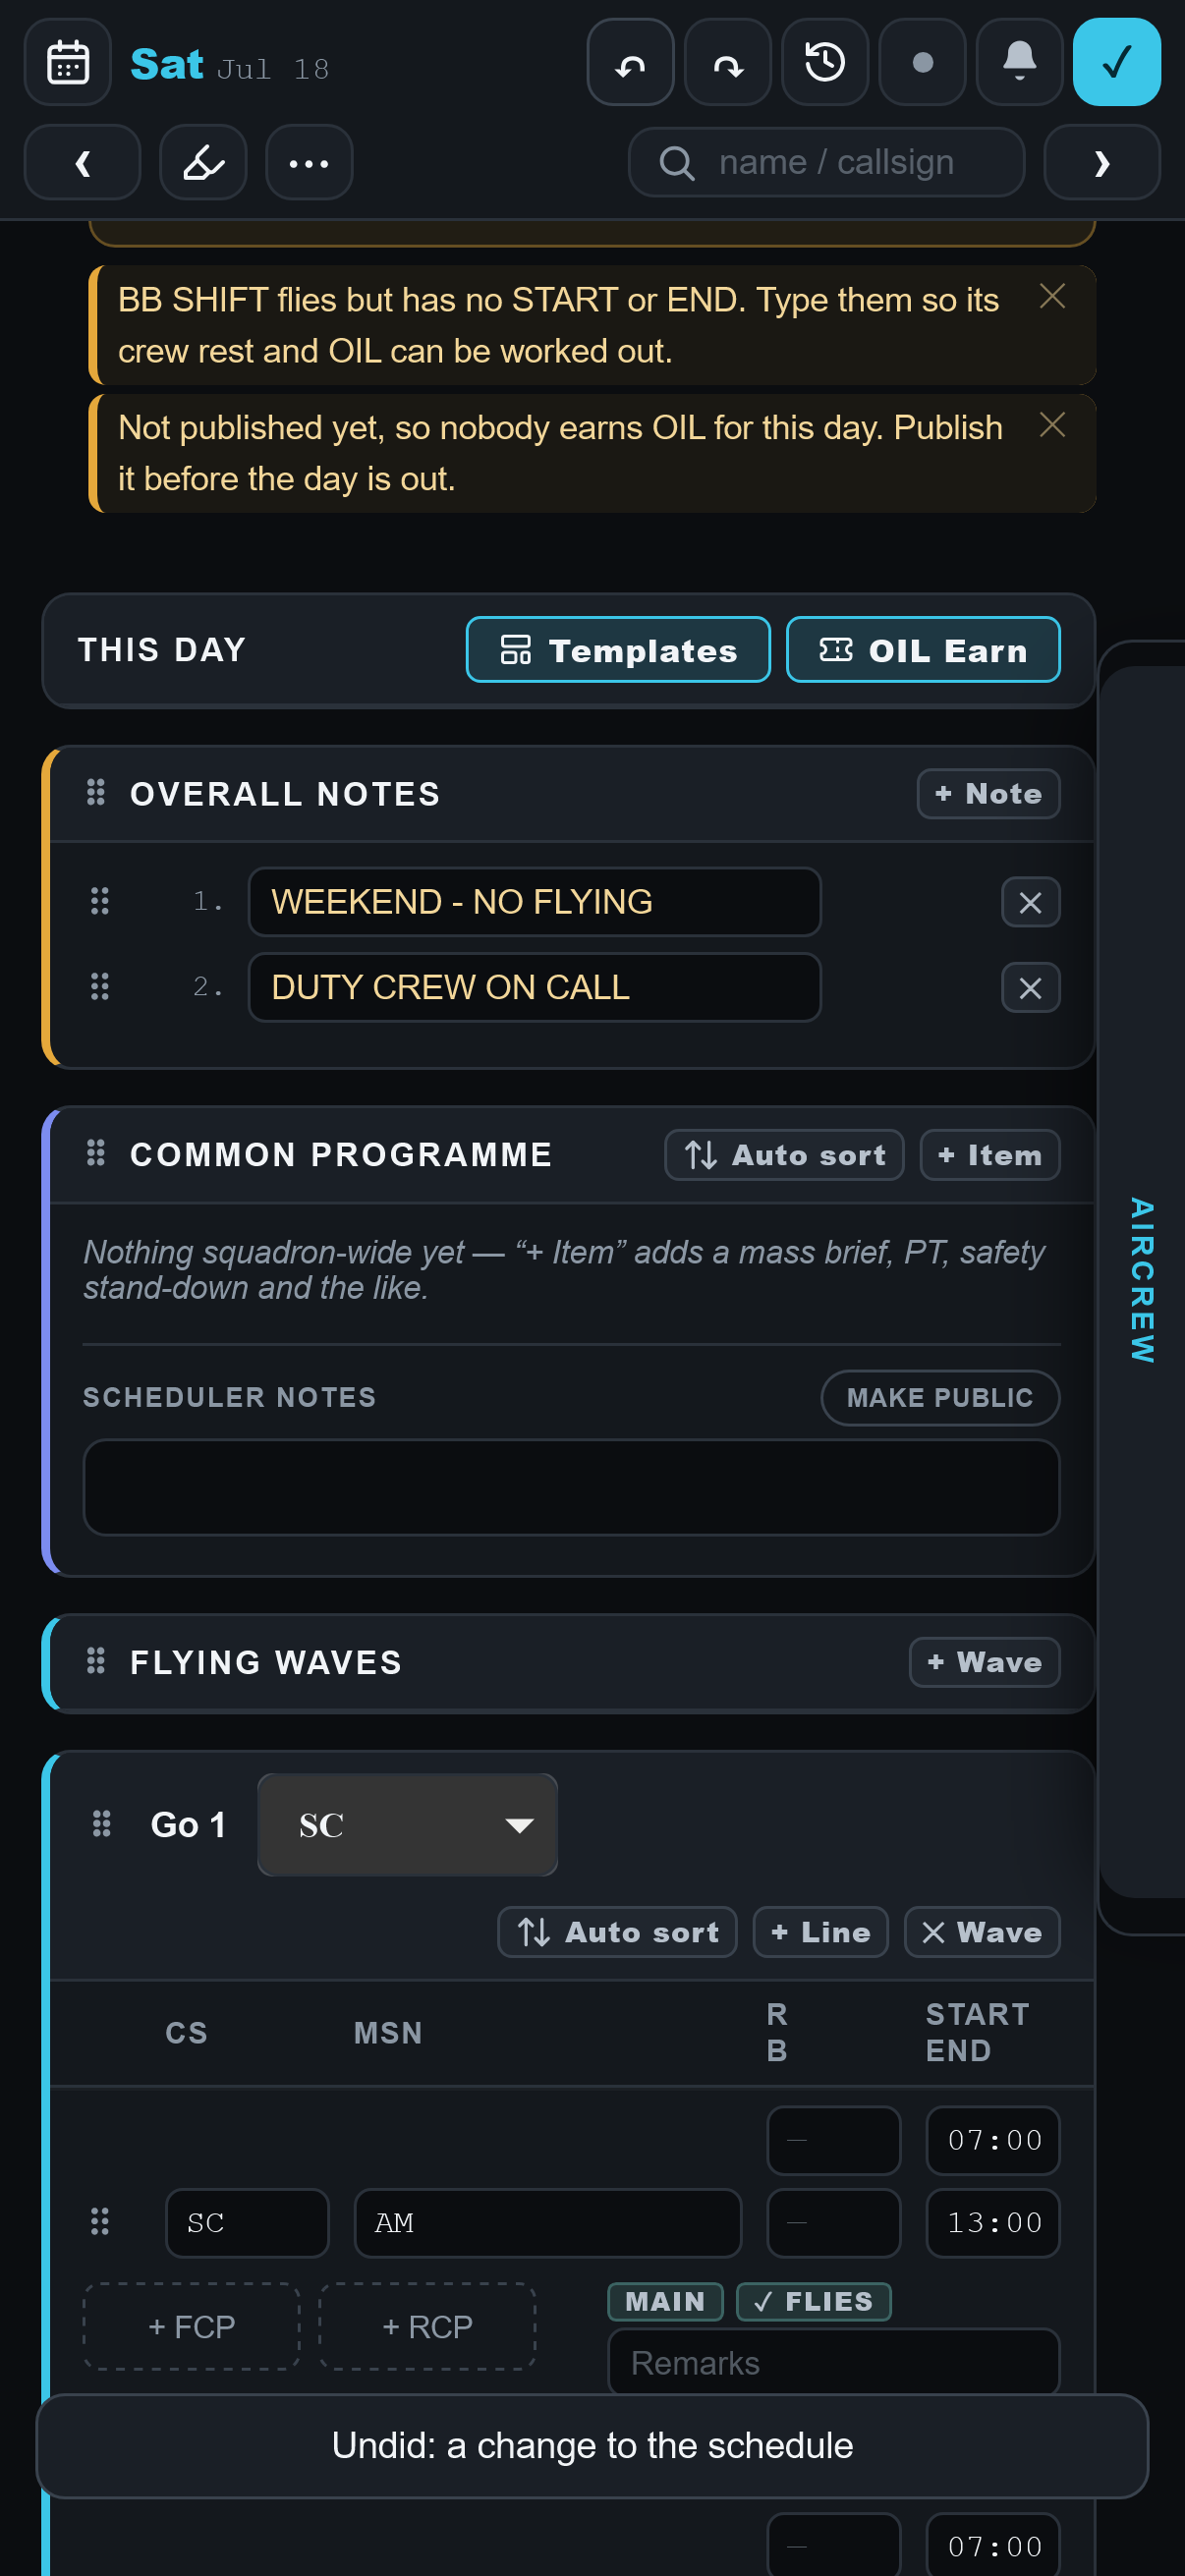 Sat Jul 18
name / callsign
BB SHIFT flies but has no START or END. Type them so its
crew rest and OIL can be worked out.
Not published yet, so nobody earns OIL for this day. Publish
it before the day is out.
THIS DAY
Templates
OIL Earn
OVERALL NOTES
+ Note
1. WEEKEND - NO FLYING
2. DUTY CREW ON CALL
COMMON PROGRAMME
Auto sort
+ Item
Nothing squadron-wide yet — “+ Item” adds a mass brief, PT, safety
stand-down and the like.
SCHEDULER NOTES
MAKE PUBLIC
AIRCREW
FLYING WAVES
+ Wave
Go 1
SC
Auto sort
+ Line
× Wave
CS
MSN
R
B
START
END
—
07:00
SC
AM
—
13:00
+ FCP
+ RCP
MAIN
✓ FLIES
Remarks
Undid: a change to the schedule
—
07:00